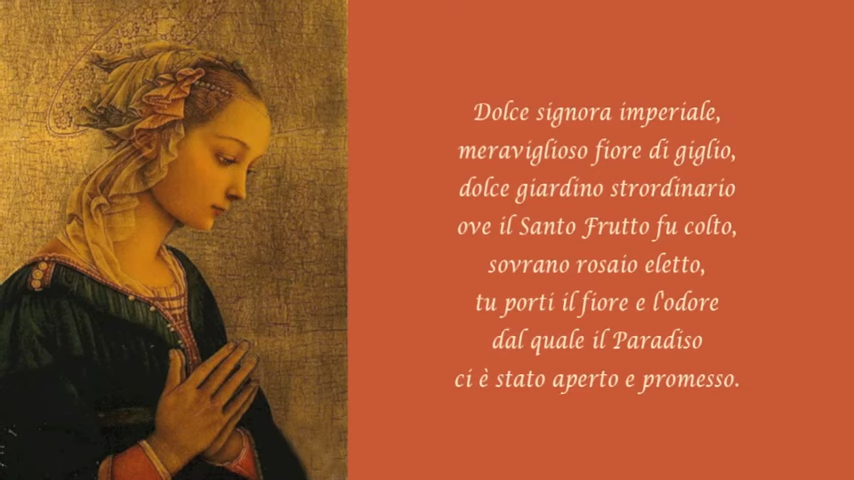 Dolce signora imperiale,
meraviglioso fiore di giglio,
dolce giardino strordinario
ove il Santo Frutto fu colto,
sovrano rosaio eletto,
tu porti il fiore e l'odore
dal quale il Paradiso
ci è stato aperto e promesso.